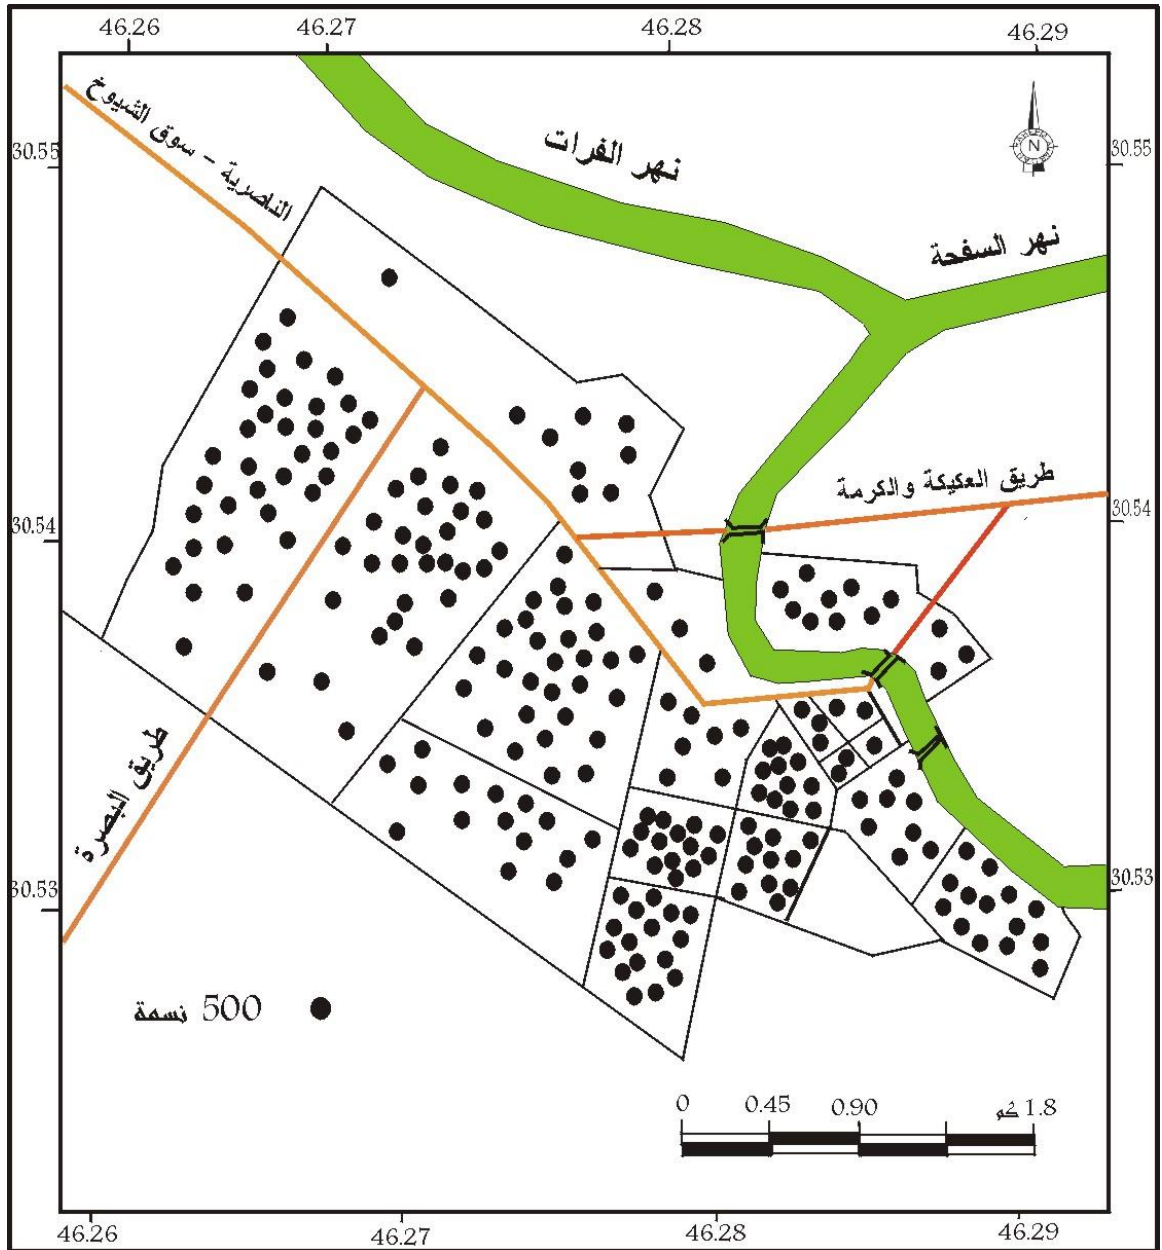 46.26 46.27 46.28 46.29
الناصرية - سوق الشيوخ
نهر الفرات
N
30.55 30.55
نهر السفحة
طريق العكيكة والكرمة
30.54 30.54
طريق البصرة
30.53 30.53
500 نسمة
0 0.45 0.90 1.8 كم
46.26 46.27 46.28 46.29